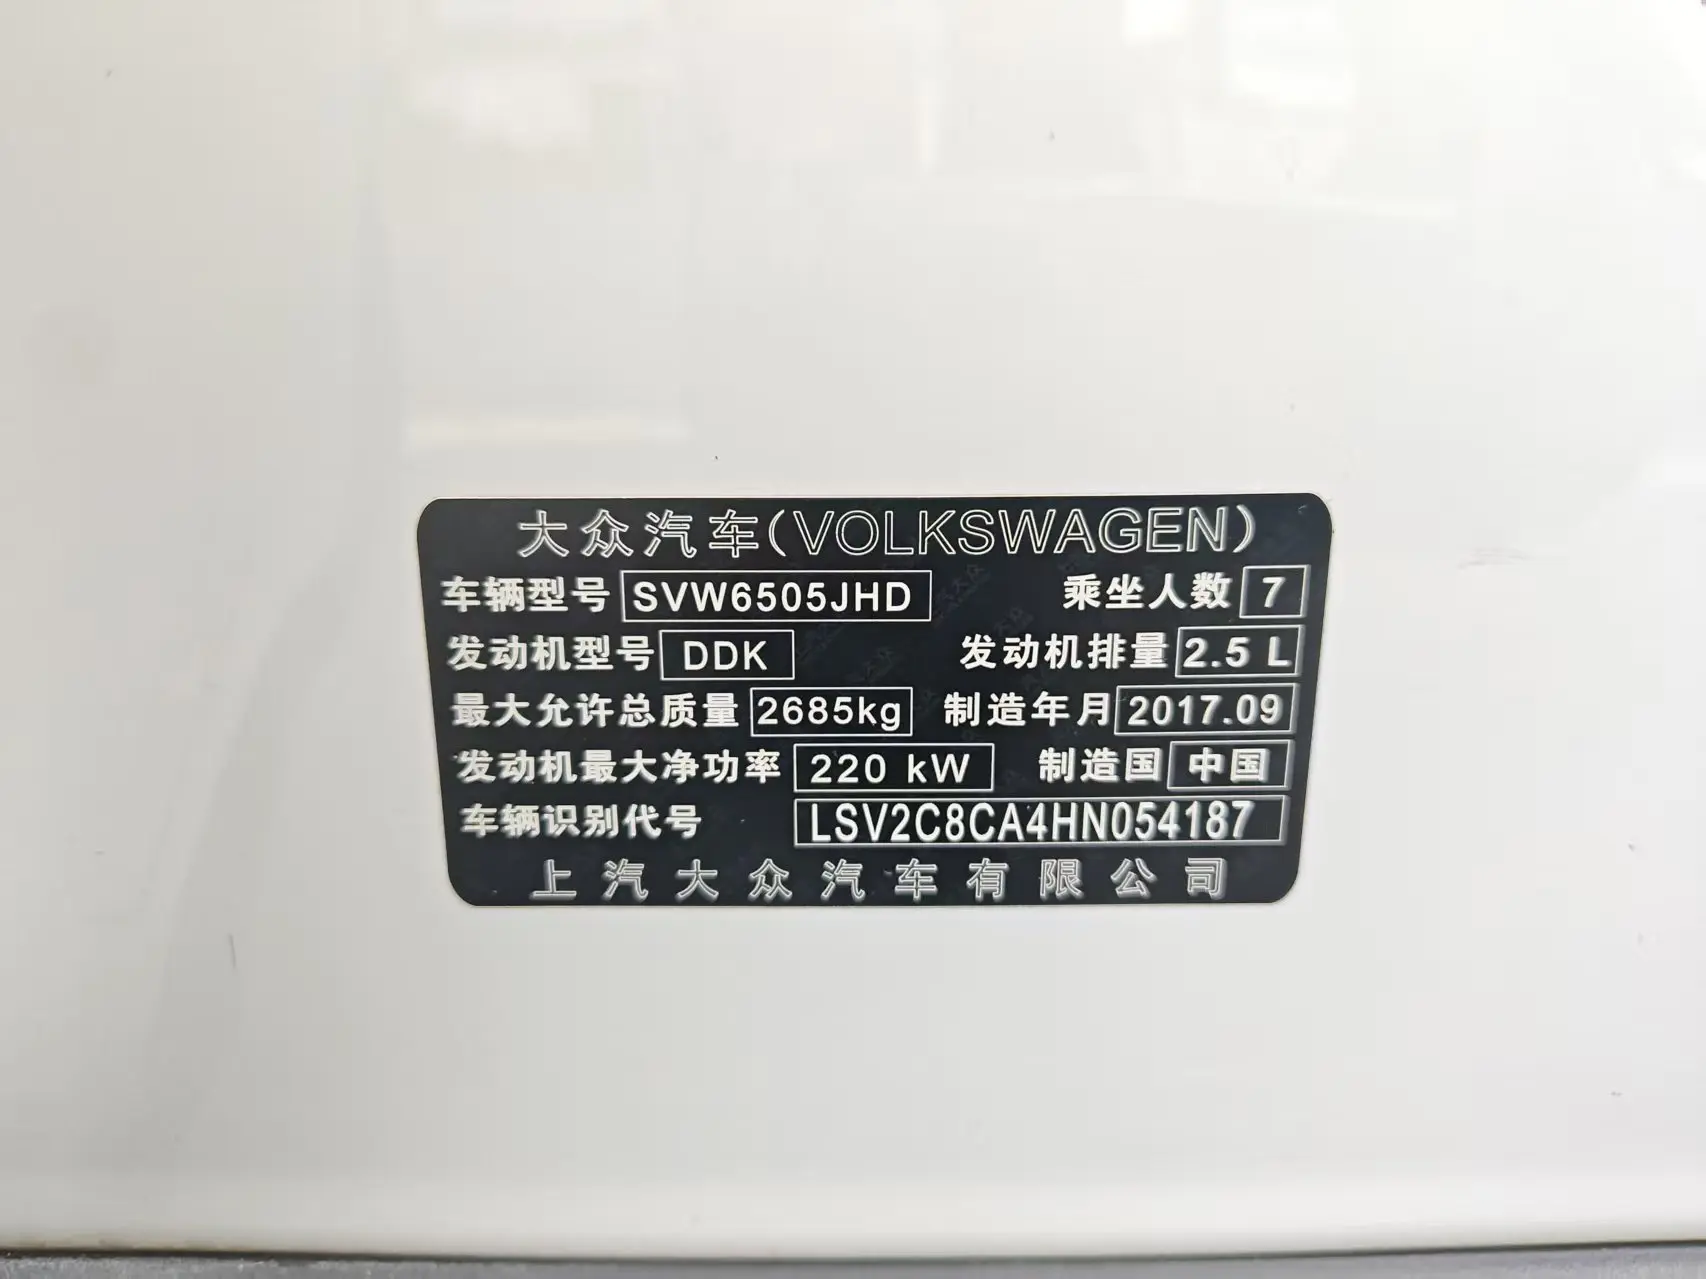 大众汽车(VOLKSWAGEN)
车辆型号 SVW6505JHD 乘坐人数 7
发动机型号 DDK 发动机排量 2.5 L
最大允许总质量 2685kg 制造年月 2017.09
发动机最大净功率 220 kW 制造国 中国
车辆识别代号 LSV2C8CA4HN054187
上汽大众汽车有限公司